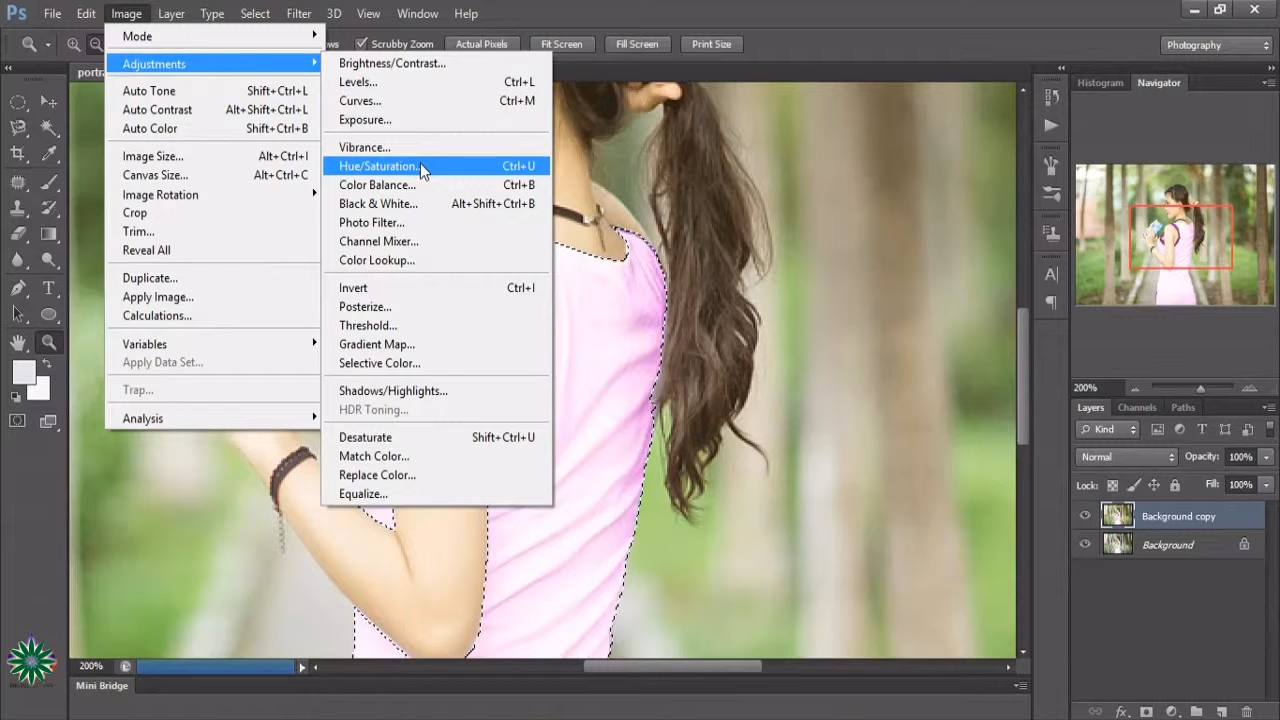 Ps File Edit Image Layer Type Select Filter 3D View Window Help
Scrubby Zoom Actual Pixels Fit Screen Fill Screen Print Size Photography
Mode
Adjustments
Auto Tone Shift+Ctrl+L
Auto Contrast Alt+Shift+Ctrl+L
Auto Color Shift+Ctrl+B
Image Size... Alt+Ctrl+I
Canvas Size... Alt+Ctrl+C
Image Rotation
Crop
Trim...
Reveal All
Duplicate...
Apply Image...
Calculations...
Variables
Apply Data Set...
Trap...
Analysis
Brightness/Contrast...
Levels... Ctrl+L
Curves... Ctrl+M
Exposure...
Vibrance...
Hue/Saturation... Ctrl+U
Color Balance... Ctrl+B
Black & White... Alt+Shift+Ctrl+B
Photo Filter...
Channel Mixer...
Color Lookup...
Invert Ctrl+I
Posterize...
Threshold...
Gradient Map...
Selective Color...
Shadows/Highlights...
HDR Toning...
Desaturate Shift+Ctrl+U
Match Color...
Replace Color...
Equalize...
Histogram Navigator
200%
Layers Channels Paths
Kind
Normal Opacity: 100%
Lock: Fill: 100%
Background copy
Background
200%
Mini Bridge